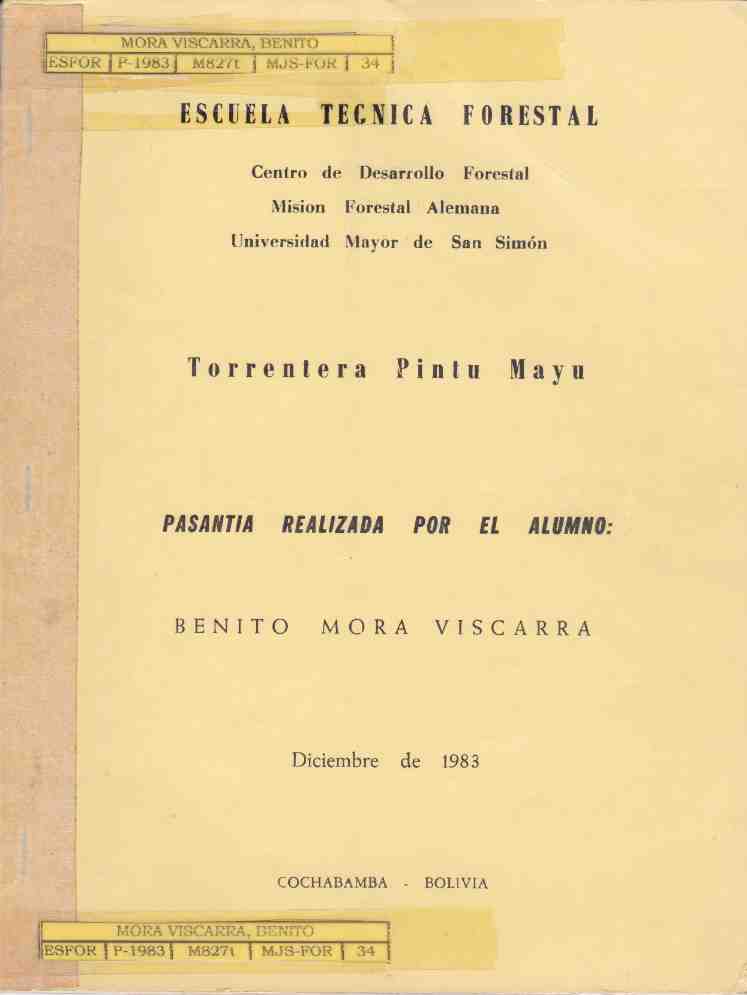 MORA VISCARRA, BENITO
ESFOR P-1983 M827t MJS-FOR 34
ESCUELA TECNICA FORESTAL
Centro de Desarrollo Forestal
Mision Forestal Alemana
Universidad Mayor de San Simón
Torrentera Pintu Mayu
PASANTIA REALIZADA POR EL ALUMNO:
BENITO MORA VISCARRA
Diciembre de 1983
COCHABAMBA - BOLIVIA
MORA VISCARRA, BENITO
ESFOR P-1983 M827t MJS-FOR 34